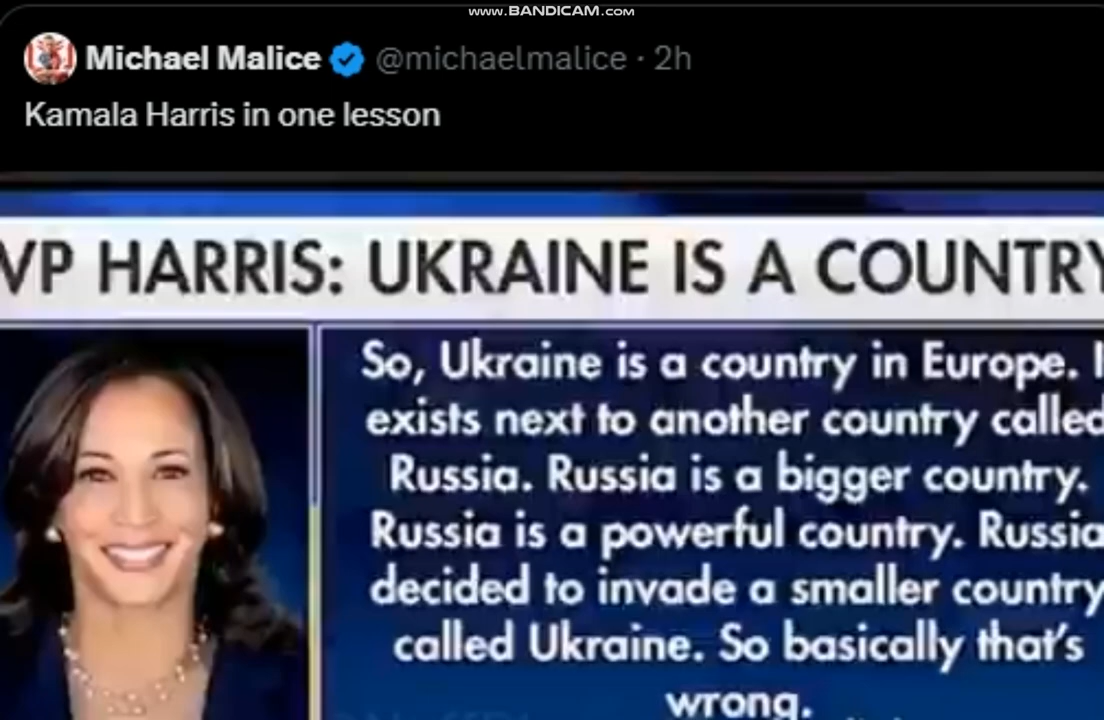 www.BANDICAM.com
Michael Malice @michaelmalice · 2h
Kamala Harris in one lesson
VP HARRIS: UKRAINE IS A COUNTRY
So, Ukraine is a country in Europe.
exists next to another country called
Russia. Russia is a bigger country.
Russia is a powerful country. Russia
decided to invade a smaller country
called Ukraine. So basically that's
wrong.